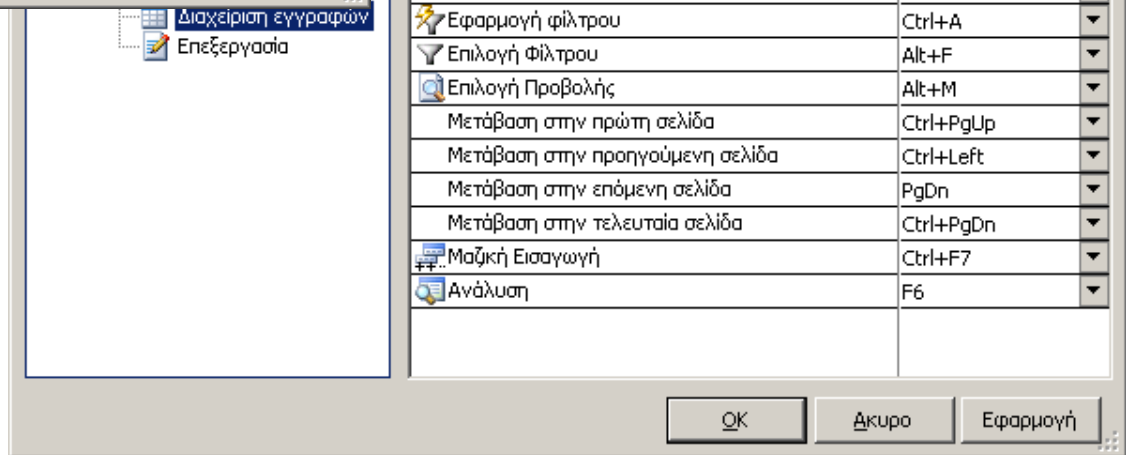 Διαχείριση εγγραφών
Επεξεργασία
Εφαρμογή φίλτρου Ctrl+A
Επιλογή Φίλτρου Alt+F
Επιλογή Προβολής Alt+M
Μετάβαση στην πρώτη σελίδα Ctrl+PgUp
Μετάβαση στην προηγούμενη σελίδα Ctrl+Left
Μετάβαση στην επόμενη σελίδα PgDn
Μετάβαση στην τελευταία σελίδα Ctrl+PgDn
Μαζική Εισαγωγή Ctrl+F7
Ανάλυση F6
OK Ακυρο Εφαρμογή